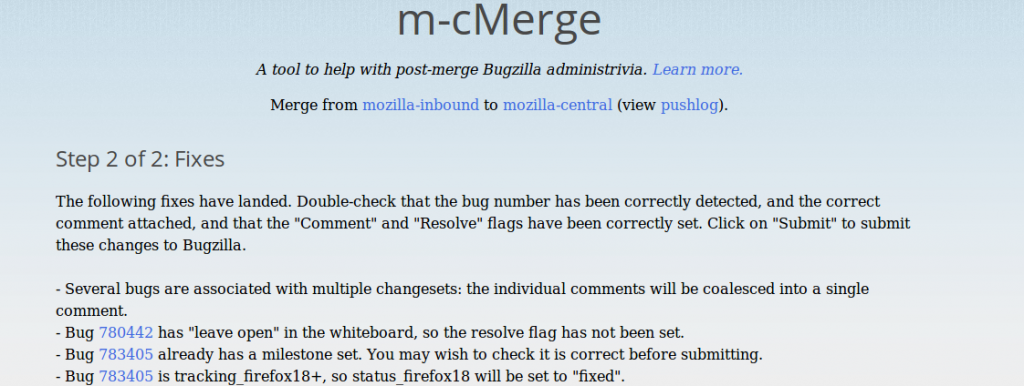 m-cMerge
A tool to help with post-merge Bugzilla administrivia. Learn more.
Merge from mozilla-inbound to mozilla-central (view pushlog).
Step 2 of 2: Fixes
The following fixes have landed. Double-check that the bug number has been correctly detected, and the correct
comment attached, and that the "Comment" and "Resolve" flags have been correctly set. Click on "Submit" to submit
these changes to Bugzilla.
- Several bugs are associated with multiple changesets: the individual comments will be coalesced into a single
comment.
- Bug 780442 has "leave open" in the whiteboard, so the resolve flag has not been set.
- Bug 783405 already has a milestone set. You may wish to check it is correct before submitting.
- Bug 783405 is tracking_firefox18+, so status_firefox18 will be set to "fixed".